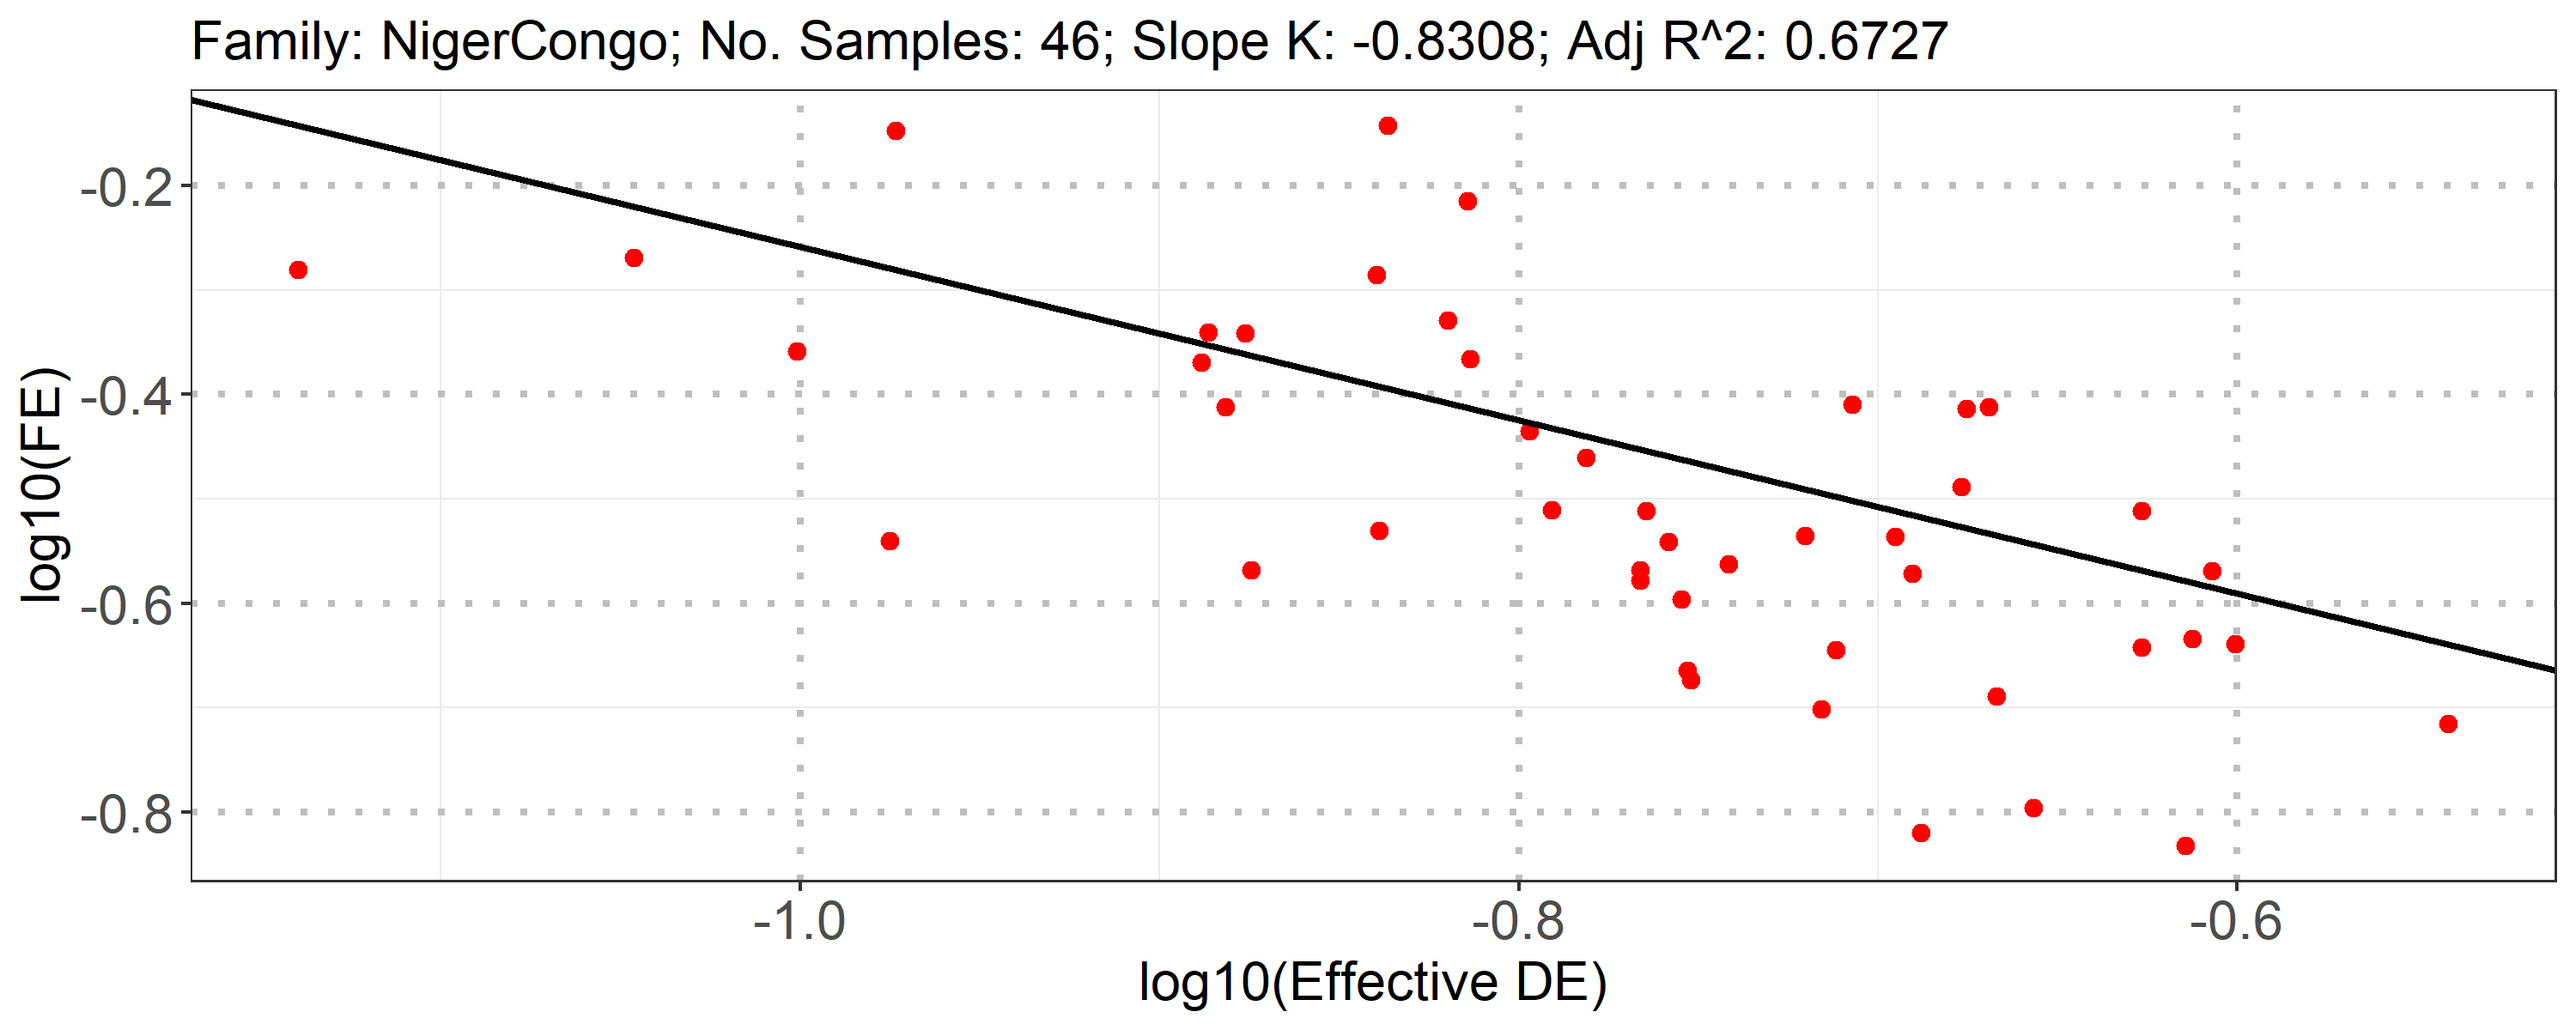 Family: NigerCongo; No. Samples: 46; Slope K: -0.8308; Adj R^2: 0.6727
log10(FE)
-0.2
-0.4
-0.6
-0.8
-1.0 -0.8 -0.6
log10(Effective DE)